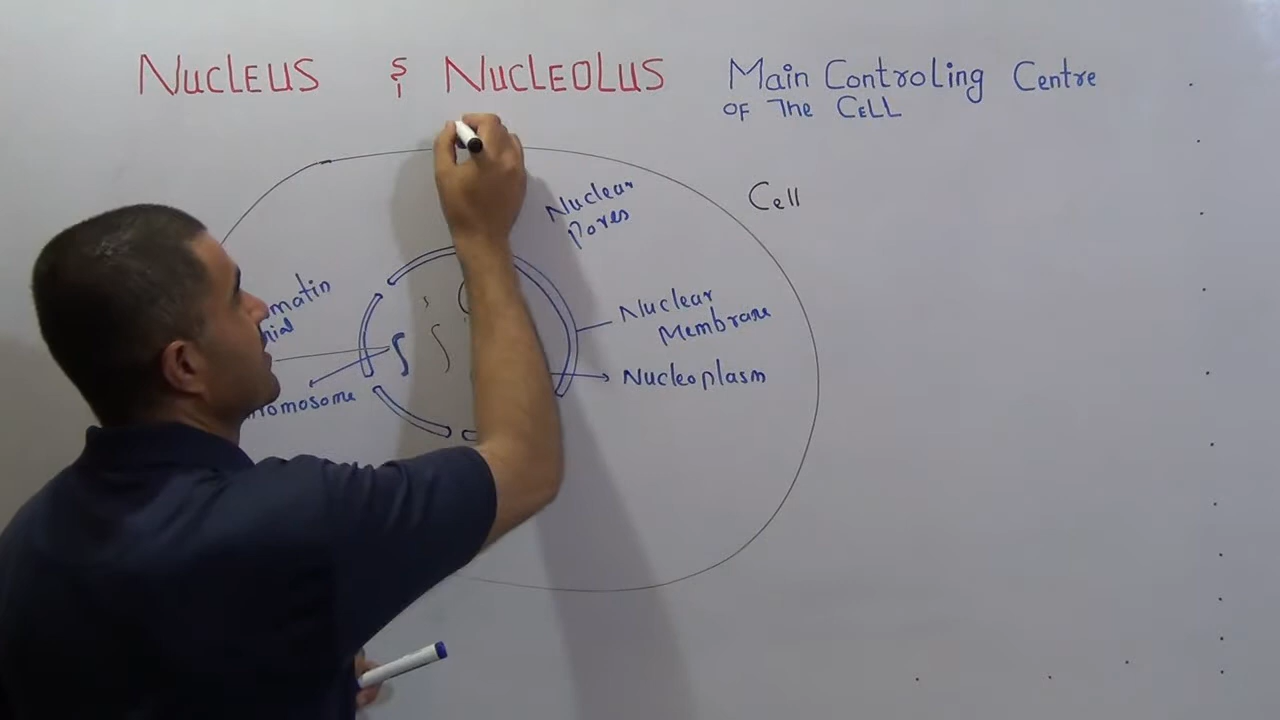 NUCLEUS & NUCLEOLUS
Main Controling Centre
OF The CELL
Cell
Nuclear
Pores
Nuclear
Membrane
Nucleoplasm